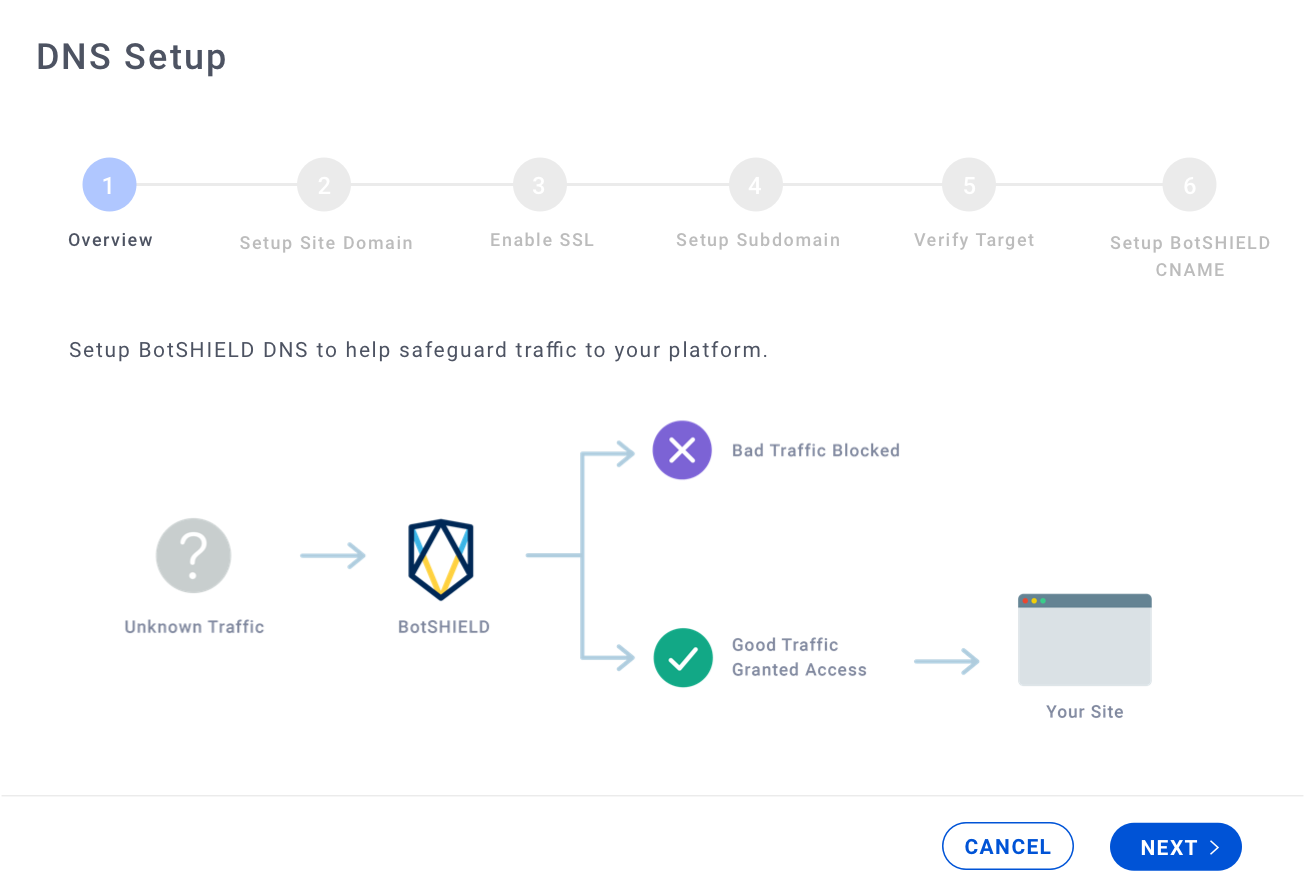 DNS Setup
1
2
3
4
5
6
Overview
Setup Site Domain
Enable SSL
Setup Subdomain
Verify Target
Setup BotSHIELD
CNAME
Setup BotSHIELD DNS to help safeguard traffic to your platform.
Bad Traffic Blocked
?
Unknown Traffic
BotSHIELD
Good Traffic
Granted Access
Your Site
CANCEL
NEXT >